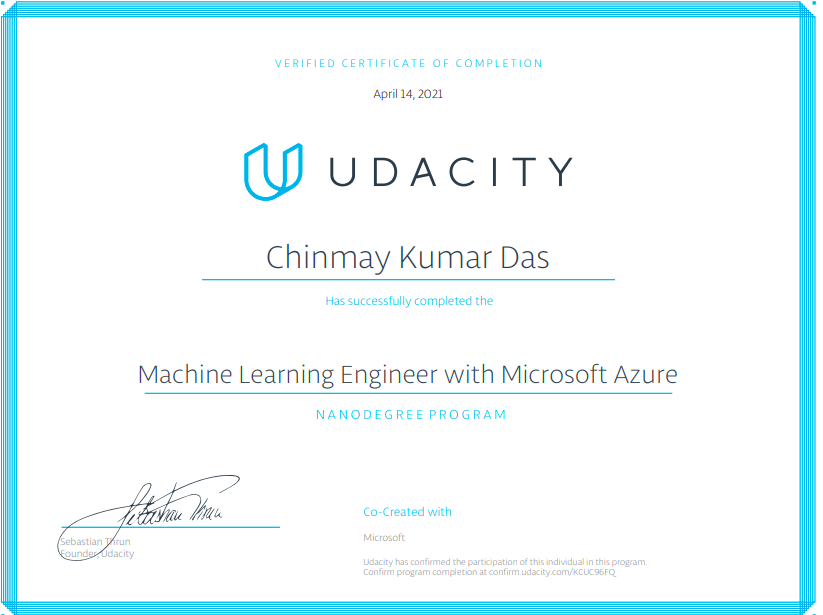 VERIFIED CERTIFICATE OF COMPLETION
April 14, 2021
UDACITY
Chinmay Kumar Das
Has successfully completed the
Machine Learning Engineer with Microsoft Azure
NANODEGREE PROGRAM
Sebastian Thrun
Sebastian Thrun
Founder, Udacity
Co-Created with
Microsoft
Udacity has confirmed the participation of this individual in this program.
Confirm program completion at confirm.udacity.com/KCUC96FQ